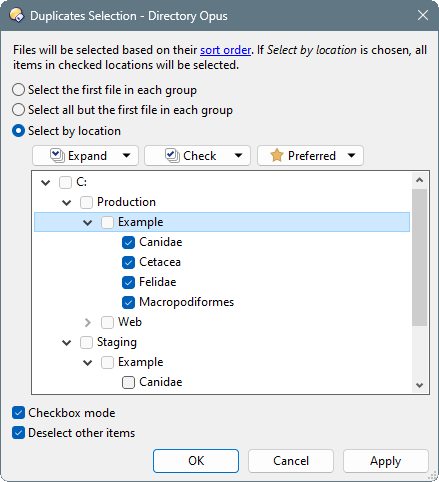 Duplicates Selection - Directory Opus
Files will be selected based on their sort order. If Select by location is chosen, all
items in checked locations will be selected.
Select the first file in each group
Select all but the first file in each group
Select by location
Expand Check Preferred
C:
Production
Example
Canidae
Cetacea
Felidae
Macropodiformes
Web
Staging
Example
Canidae
Checkbox mode
Deselect other items
OK Cancel Apply